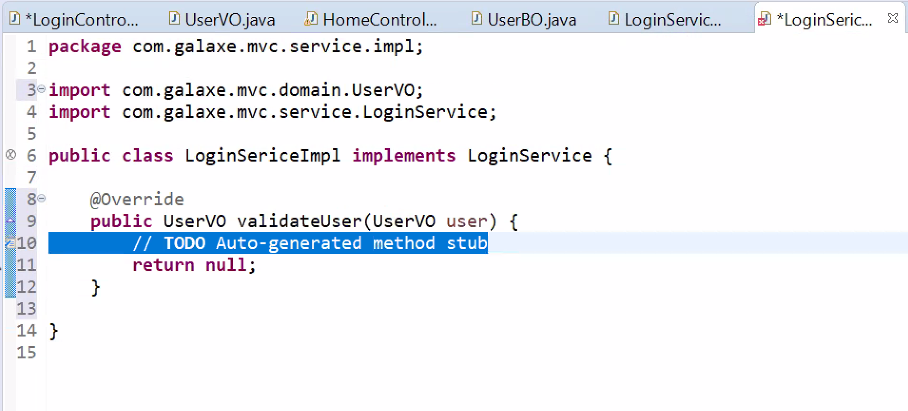 *LoginContro... UserVO.java HomeControl... UserBO.java LoginServic... *LoginSeric...
1 package com.galaxe.mvc.service.impl;
2
3 import com.galaxe.mvc.domain.UserVO;
4 import com.galaxe.mvc.service.LoginService;
5
6 public class LoginSericeImpl implements LoginService {
7
8 @Override
9 public UserVO validateUser(UserVO user) {
10 // TODO Auto-generated method stub
11 return null;
12 }
13
14 }
15